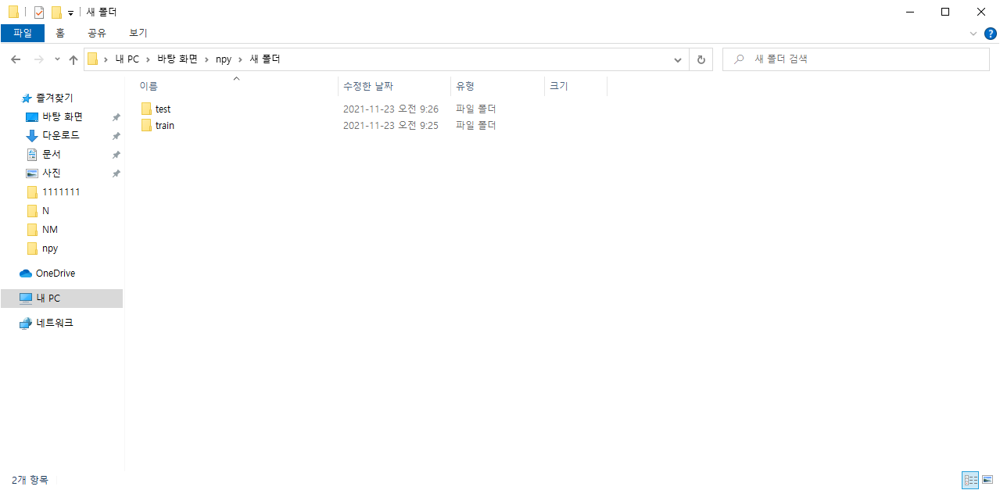 새 폴더
파일 홈 공유 보기
내 PC 바탕 화면 npy 새 폴더
새 폴더 검색
이름 수정한 날짜 유형 크기
test 2021-11-23 오전 9:26 파일 폴더
train 2021-11-23 오전 9:25 파일 폴더
즐겨찾기
바탕 화면
다운로드
문서
사진
1111111
N
NM
npy
OneDrive
내 PC
네트워크
2개 항목